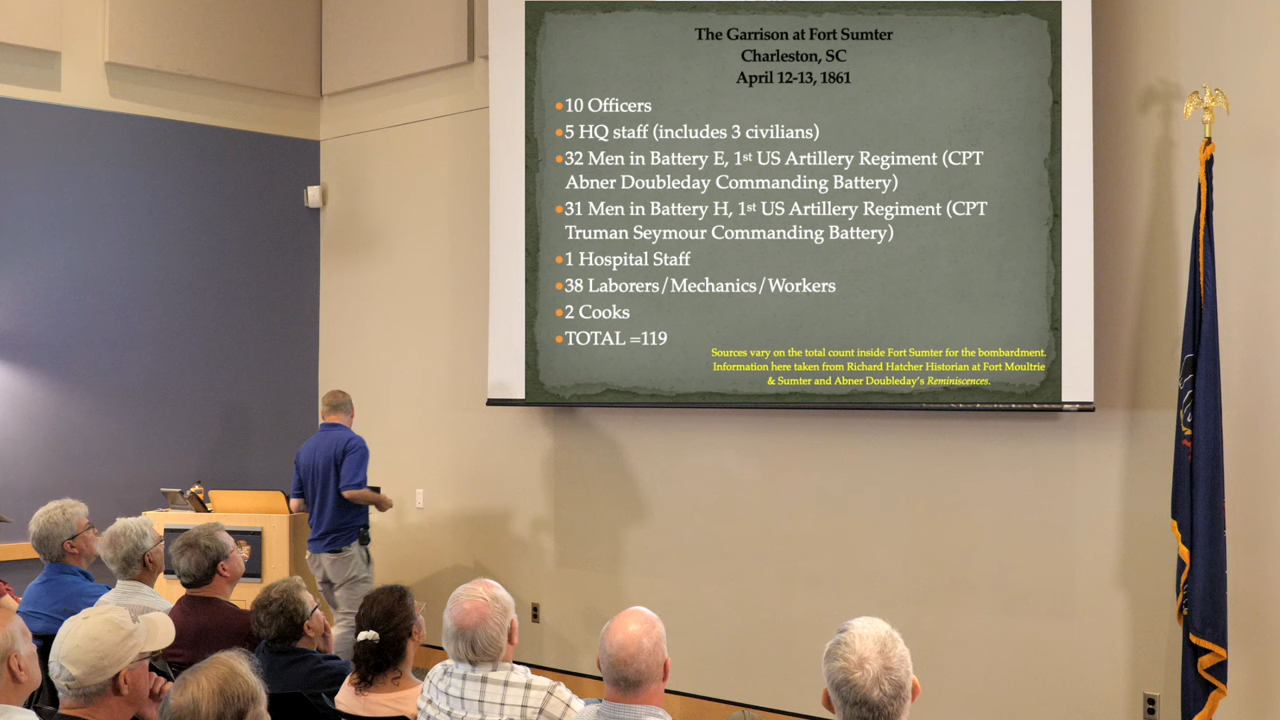 The Garrison at Fort Sumter
Charleston, SC
April 12-13, 1861
•10 Officers
•5 HQ staff (includes 3 civilians)
•32 Men in Battery E, 1st US Artillery Regiment (CPT
Abner Doubleday Commanding Battery)
•31 Men in Battery H, 1st US Artillery Regiment (CPT
Truman Seymour Commanding Battery)
•1 Hospital Staff
•38 Laborers/Mechanics/Workers
•2 Cooks
•TOTAL =119
Sources vary on the total count inside Fort Sumter for the bombardment.
Information here taken from Richard Hatcher Historian at Fort Moultrie
& Sumter and Abner Doubleday's Reminiscences.